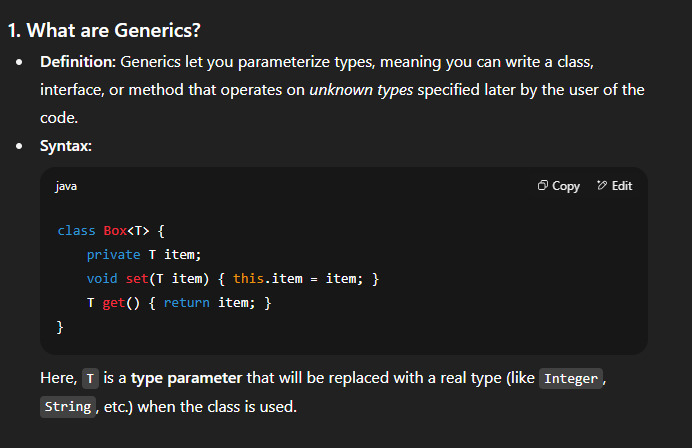 1. What are Generics?
• Definition: Generics let you parameterize types, meaning you can write a class,
interface, or method that operates on unknown types specified later by the user of the
code.
• Syntax:
java Copy Edit
class Box<T> {
    private T item;
    void set(T item) { this.item = item; }
    T get() { return item; }
}
Here, T is a type parameter that will be replaced with a real type (like Integer,
String, etc.) when the class is used.